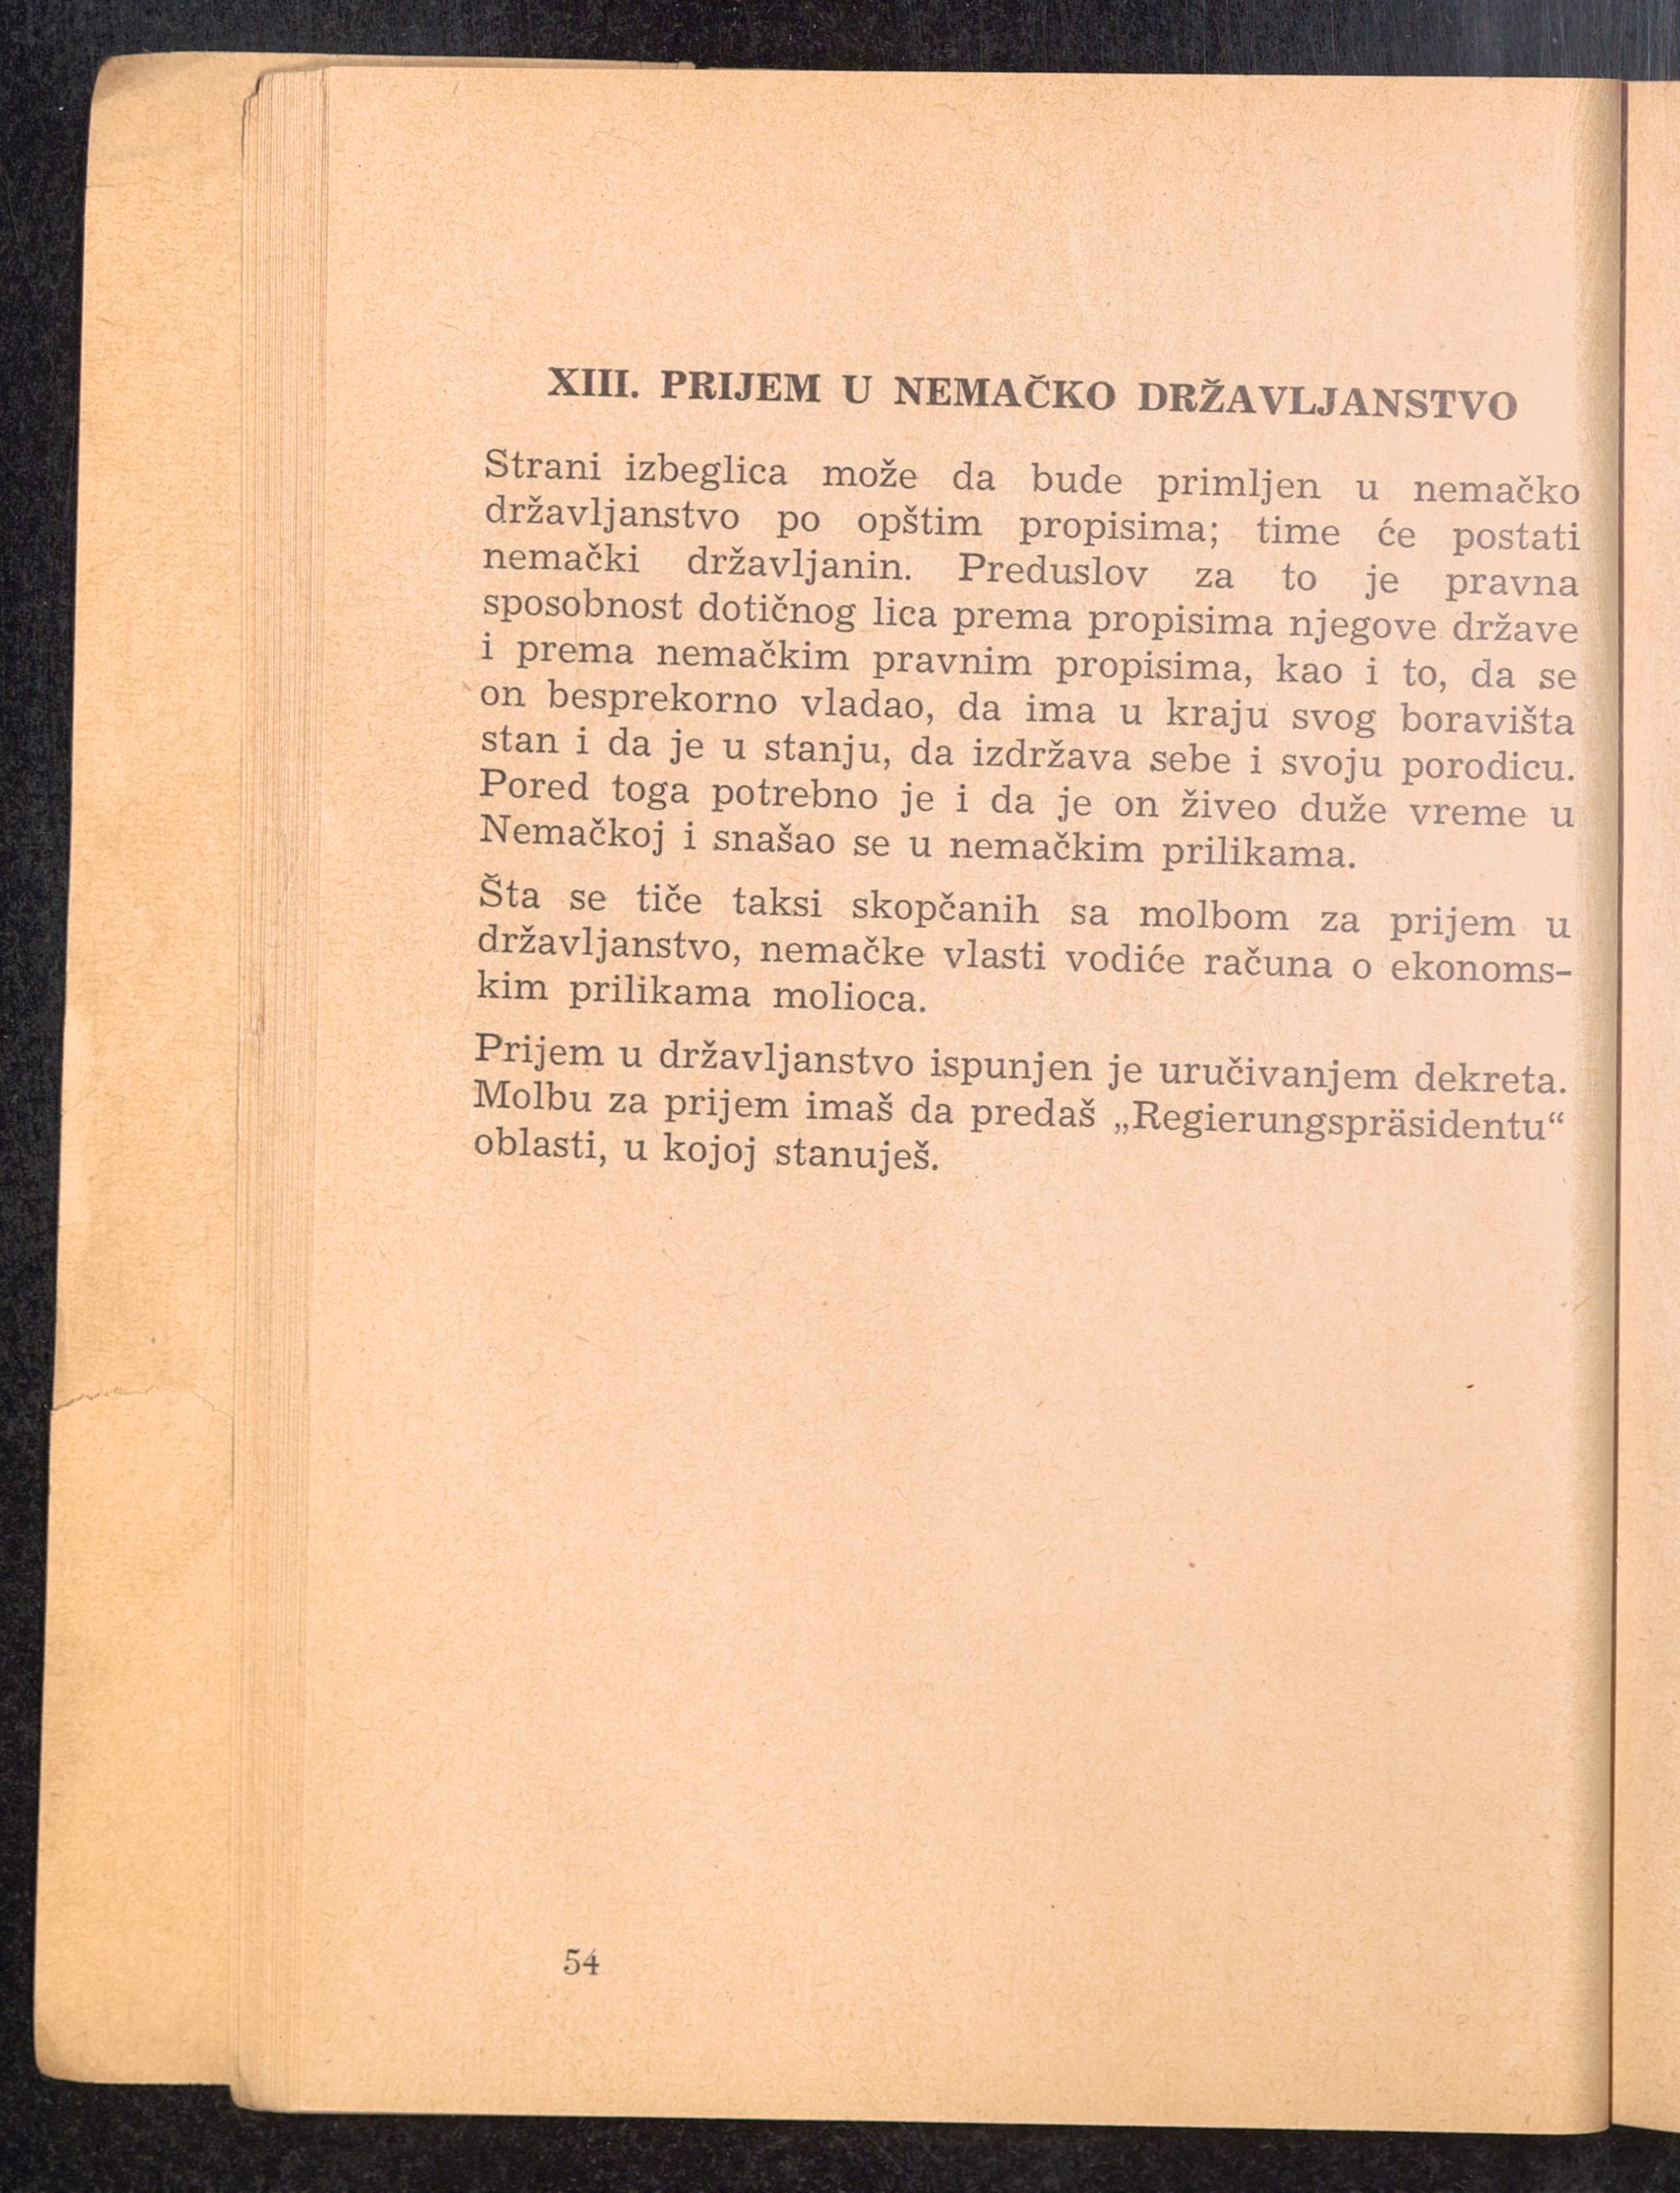 XIII. PRIJEM U NEMAČKO DRŽAVLJANSTVO
Strani izbeglica može da bude primljen u nemačko
državljanstvo po opštim propisima; time će postati
nemački državljanin. Preduslov za to je pravna
sposobnost dotičnog lica prema propisima njegove države
i prema nemačkim pravnim propisima, kao i to, da se
on besprekorno vladao, da ima u kraju svog boravišta
stan i da je u stanju, da izdržava sebe i svoju porodicu.
Pored toga potrebno je i da je on živeo duže vreme u
Nemačkoj i snašao se u nemačkim prilikama.
Šta se tiče taksi skopčanih sa molbom za prijem u
državljanstvo, nemačke vlasti vodiće računa o ekonoms-
kim prilikama molioca.
Prijem u državljanstvo ispunjen je uručivanjem dekreta.
Molbu za prijem imaš da predaš „Regierungspräsidentu“
oblasti, u kojoj stanuješ.
54